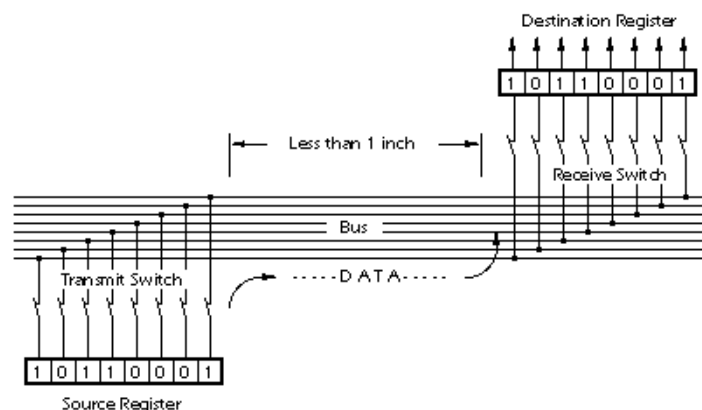 Destination Register
1 0 1 1 0 0 0 1
Less than 1 inch
Receive Switch
Bus
Transmit Switch
DATA
1 0 1 1 0 0 0 1
Source Register